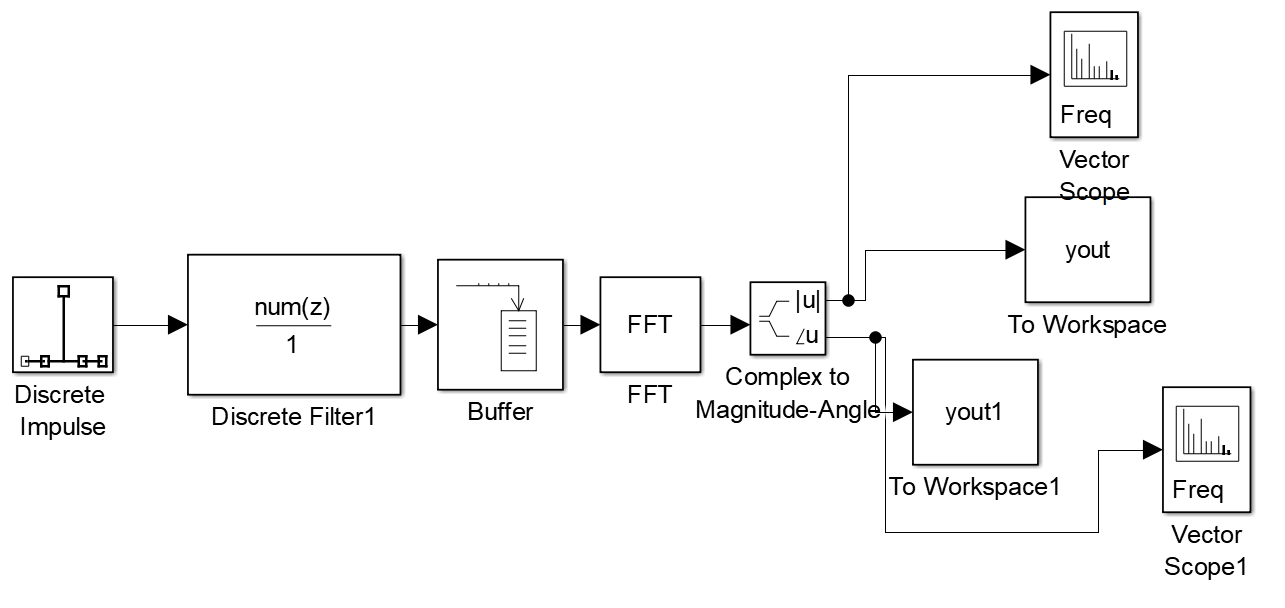 Freq
Vector
Scope
yout
To Workspace
Discrete
Impulse
num(z)
1
Discrete Filter1
Buffer
FFT
FFT
|u|
∠u
Complex to
Magnitude-Angle
yout1
To Workspace1
Freq
Vector
Scope1